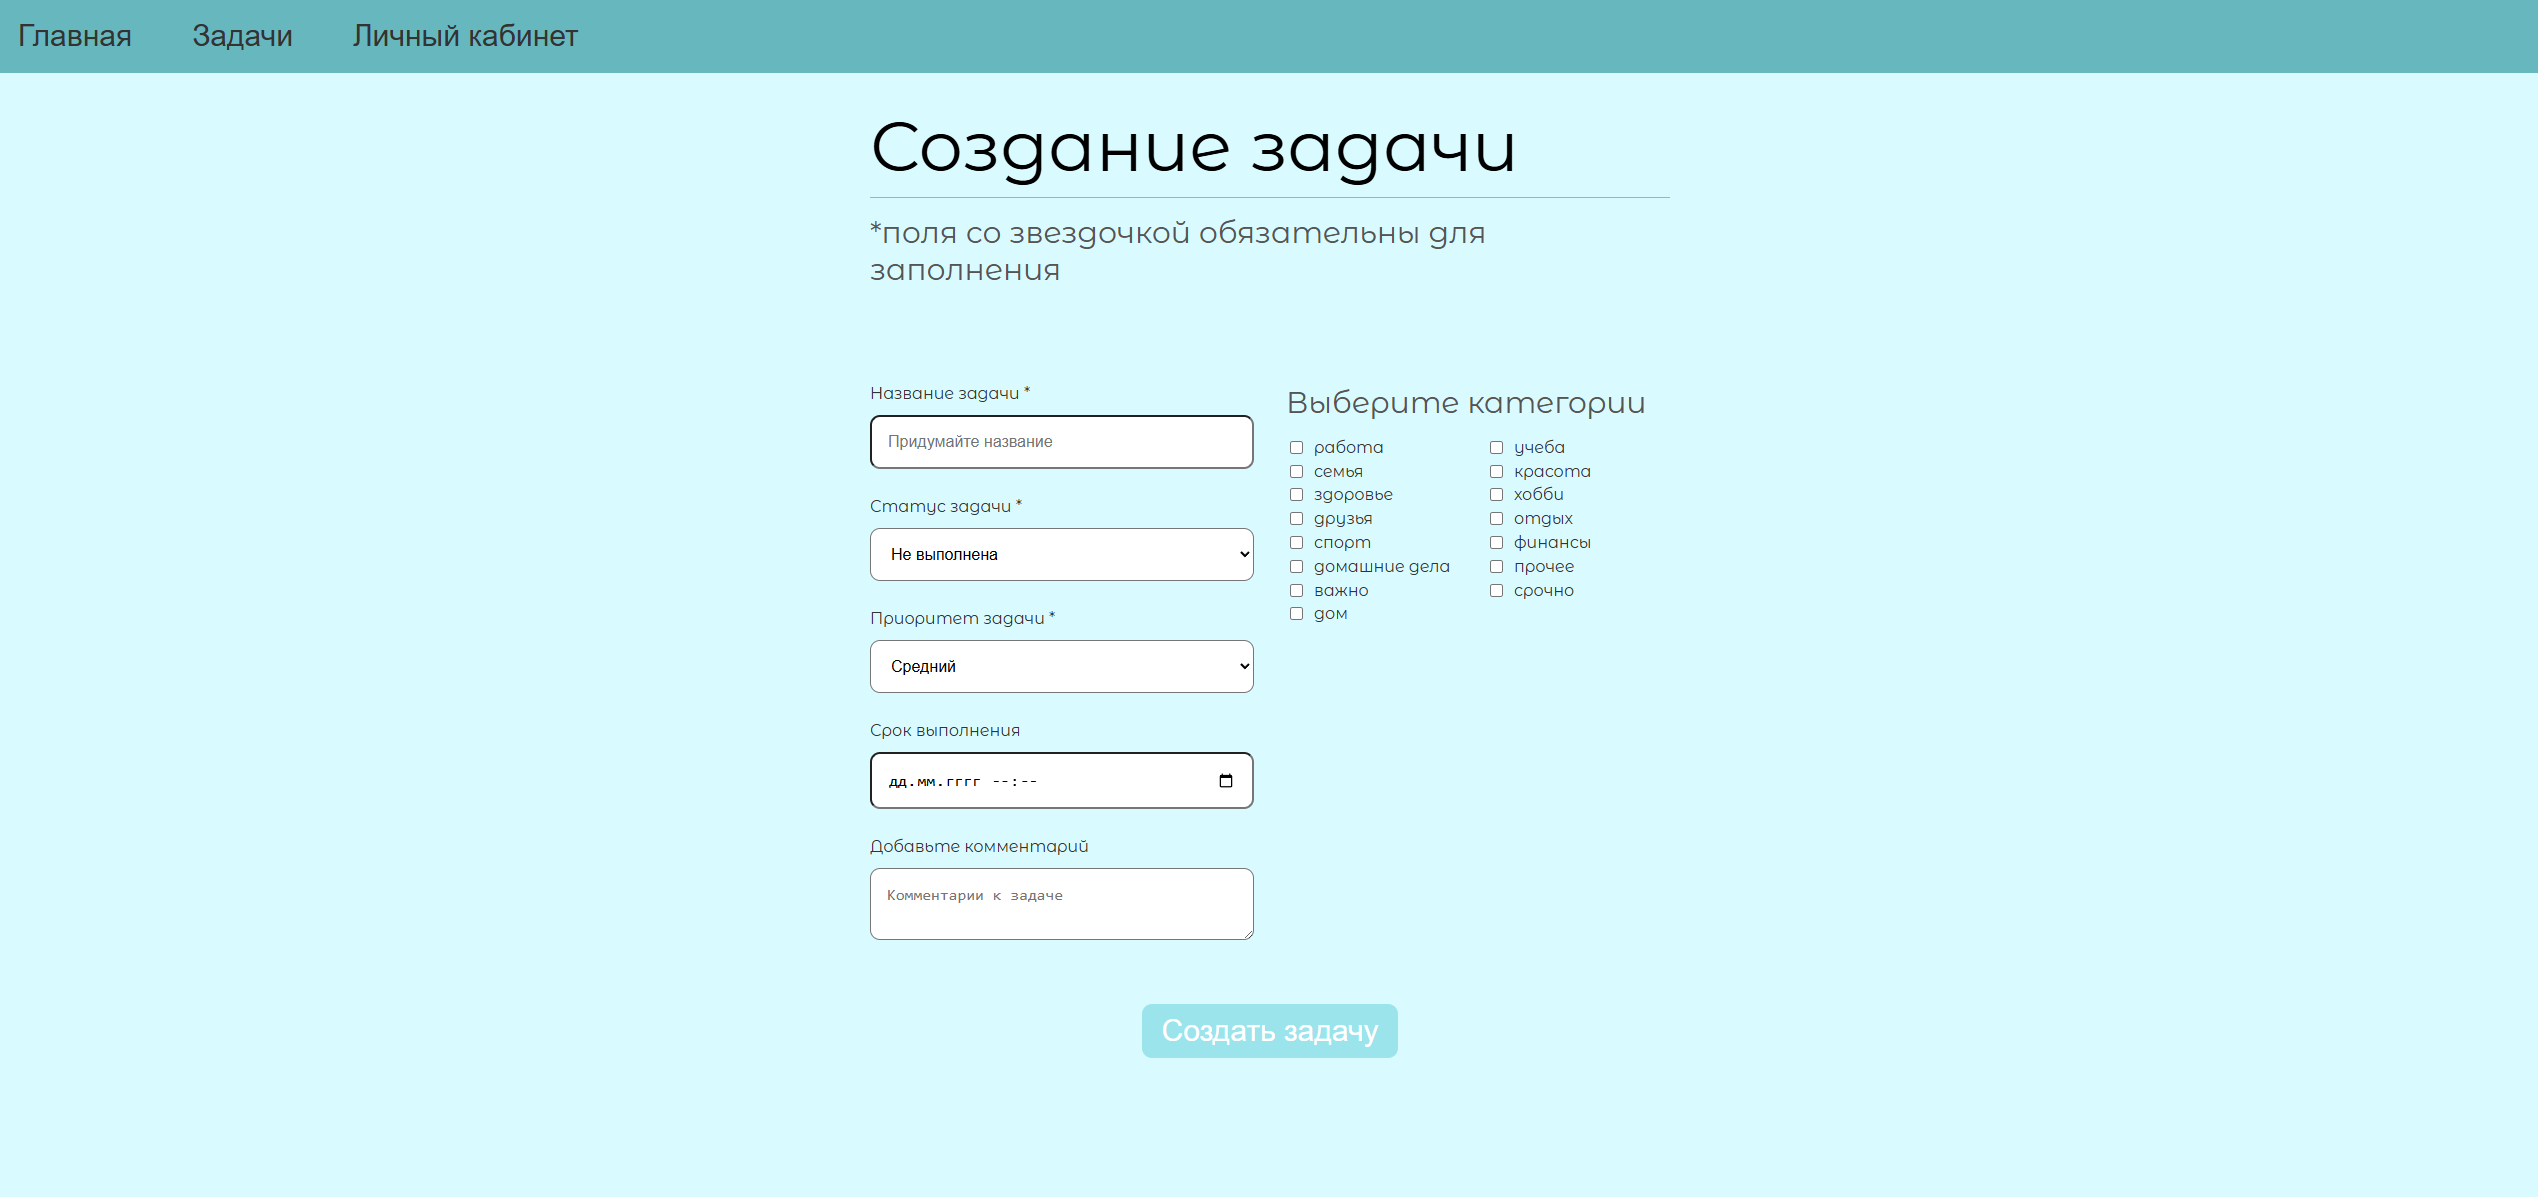 Главная Задачи Личный кабинет
Создание задачи
*поля со звездочкой обязательны для
заполнения
Название задачи *
Придумайте название
Статус задачи *
Не выполнена
Приоритет задачи *
Средний
Срок выполнения
дд.мм.гггг --:--
Добавьте комментарий
Комментарии к задаче
Выберите категории
работа учеба
семья красота
здоровье хобби
друзья отдых
спорт финансы
домашние дела прочее
важно срочно
дом
Создать задачу